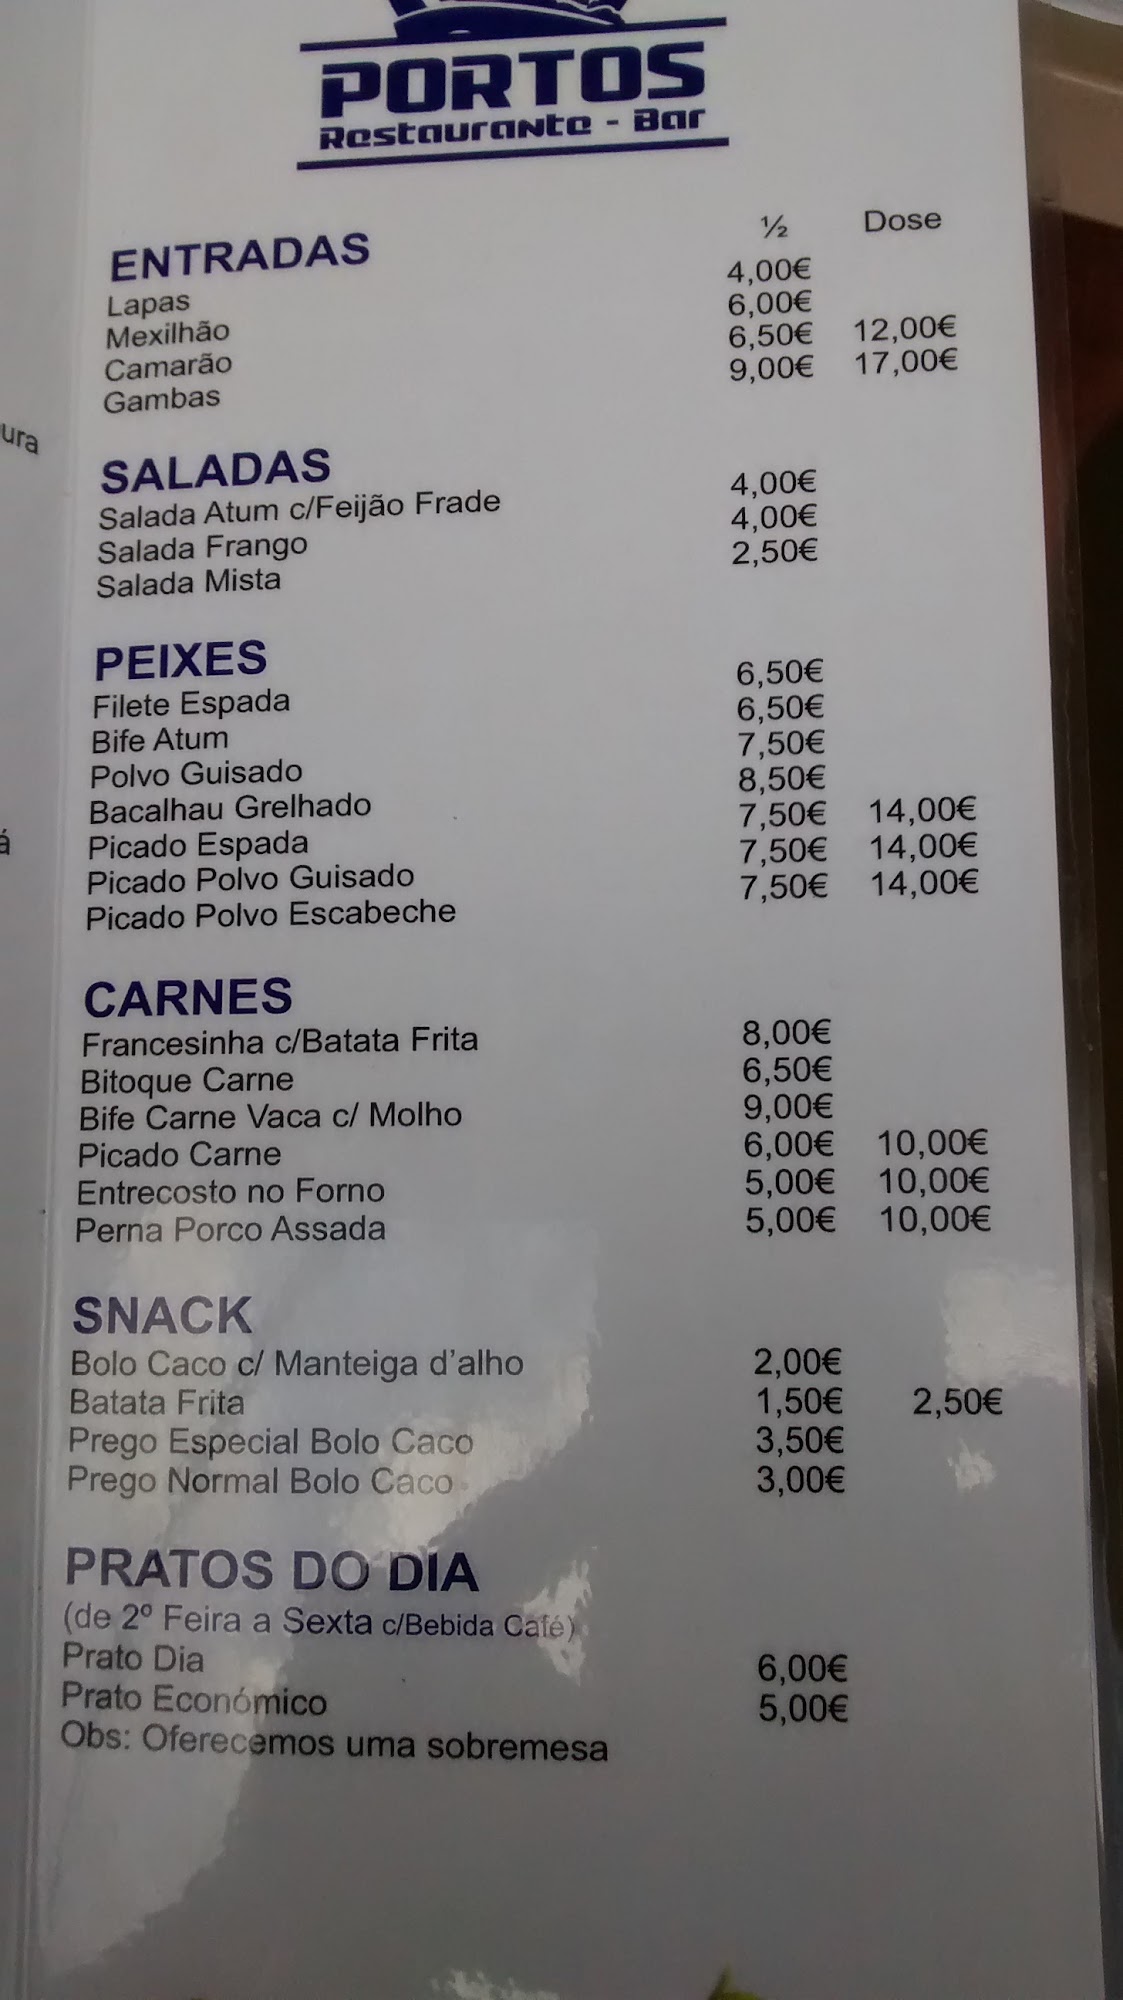 PORTOS
Restaurante - Bar
½ Dose
ENTRADAS
Lapas 4,00€
Mexilhão 6,00€
Camarão 6,50€ 12,00€
Gambas 9,00€ 17,00€
ura
SALADAS
Salada Atum c/Feijão Frade 4,00€
Salada Frango 4,00€
Salada Mista 2,50€
PEIXES
Filete Espada 6,50€
Bife Atum 6,50€
Polvo Guisado 7,50€
Bacalhau Grelhado 8,50€
á
Picado Espada 7,50€ 14,00€
Picado Polvo Guisado 7,50€ 14,00€
Picado Polvo Escabeche 7,50€ 14,00€
CARNES
Francesinha c/Batata Frita 8,00€
Bitoque Carne 6,50€
Bife Carne Vaca c/ Molho 9,00€
Picado Carne 6,00€ 10,00€
Entrecosto no Forno 5,00€ 10,00€
Perna Porco Assada 5,00€ 10,00€
SNACK
Bolo Caco c/ Manteiga d'alho 2,00€
Batata Frita 1,50€ 2,50€
Prego Especial Bolo Caco 3,50€
Prego Normal Bolo Caco 3,00€
PRATOS DO DIA
(de 2º Feira a Sexta c/Bebida Café)
Prato Dia 6,00€
Prato Económico 5,00€
Obs: Oferecemos uma sobremesa